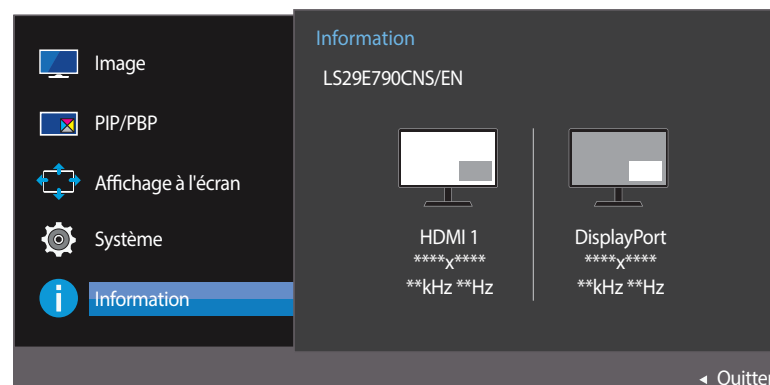 Image
PIP/PBP
Affichage à l'écran
Système
Information
Information
LS29E790CNS/EN
HDMI 1
****x****
**kHz **Hz
DisplayPort
****x****
**kHz **Hz
Quitter